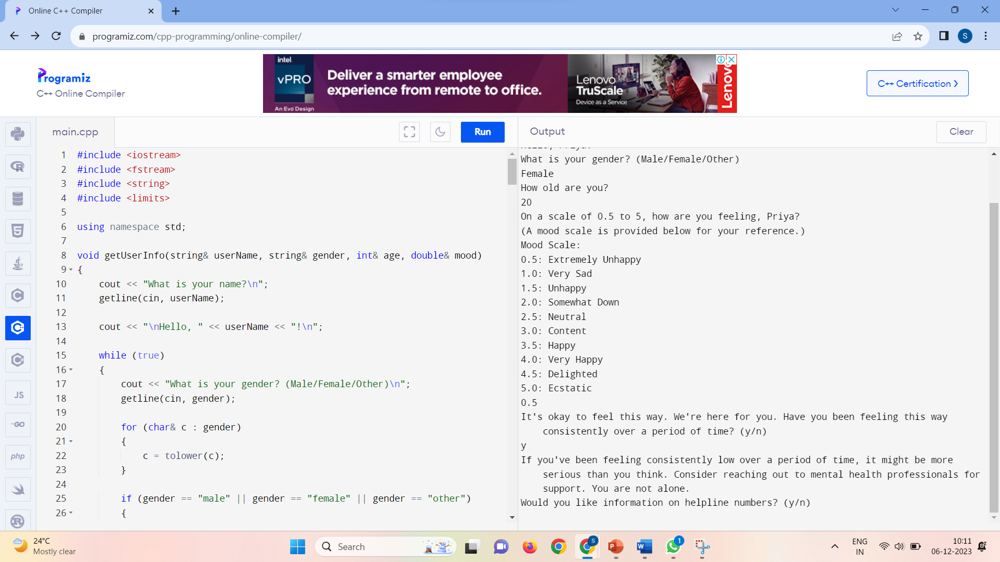 Online C++ Compiler
programiz.com/cpp-programming/online-compiler/
S
Programiz
C++ Online Compiler
intel
vPRO
An Evo Design
Deliver a smarter employee
experience from remote to office.
Lenovo
TruScale
Device as a Service
Lenovo
C++ Certification
main.cpp
Run
Output
Clear
1 #include <iostream>
2 #include <fstream>
3 #include <string>
4 #include <limits>
5
6 using namespace std;
7
8 void getUserInfo(string& userName, string& gender, int& age, double& mood)
9 {
10 cout << "What is your name?\n";
11 getline(cin, userName);
12
13 cout << "\nHello, " << userName << "!\n";
14
15 while (true)
16 {
17 cout << "What is your gender? (Male/Female/Other)\n";
18 getline(cin, gender);
19
20 for (char& c : gender)
21 {
22 c = tolower(c);
23 }
24
25 if (gender == "male" || gender == "female" || gender == "other")
26 {
What is your gender? (Male/Female/Other)
Female
How old are you?
20
On a scale of 0.5 to 5, how are you feeling, Priya?
(A mood scale is provided below for your reference.)
Mood Scale:
0.5: Extremely Unhappy
1.0: Very Sad
1.5: Unhappy
2.0: Somewhat Down
2.5: Neutral
3.0: Content
3.5: Happy
4.0: Very Happy
4.5: Delighted
5.0: Ecstatic
0.5
It's okay to feel this way. We're here for you. Have you been feeling this way
consistently over a period of time? (y/n)
y
If you've been feeling consistently low over a period of time, it might be more
serious than you think. Consider reaching out to mental health professionals for
support. You are not alone.
Would you like information on helpline numbers? (y/n)
JS
GO
php
24°C
Mostly clear
Search
S
P
W
1
ENG
IN
10:11
06-12-2023